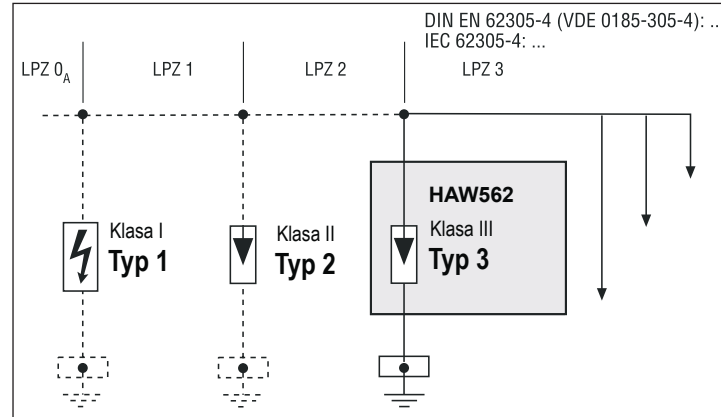 DIN EN 62305-4 (VDE 0185-305-4): ...
IEC 62305-4: ...
LPZ 0A
LPZ 1
LPZ 2
LPZ 3
HAW562
Klasa I
Typ 1
Klasa II
Typ 2
Klasa III
Typ 3